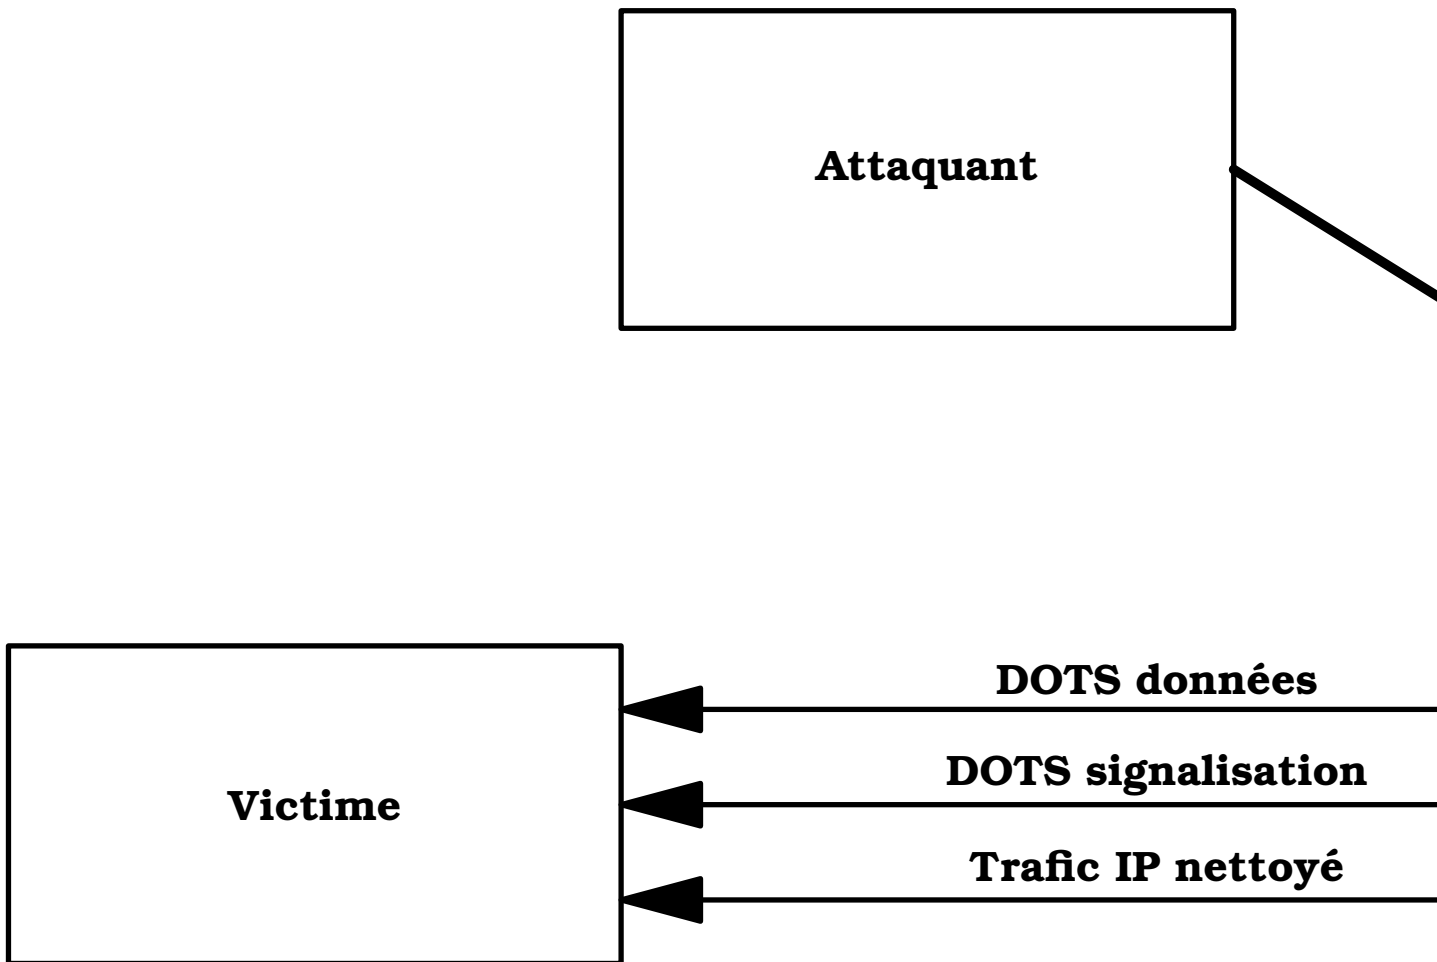 Attaquant
DOTS données
DOTS signalisation
Victime
Trafic IP nettoyé